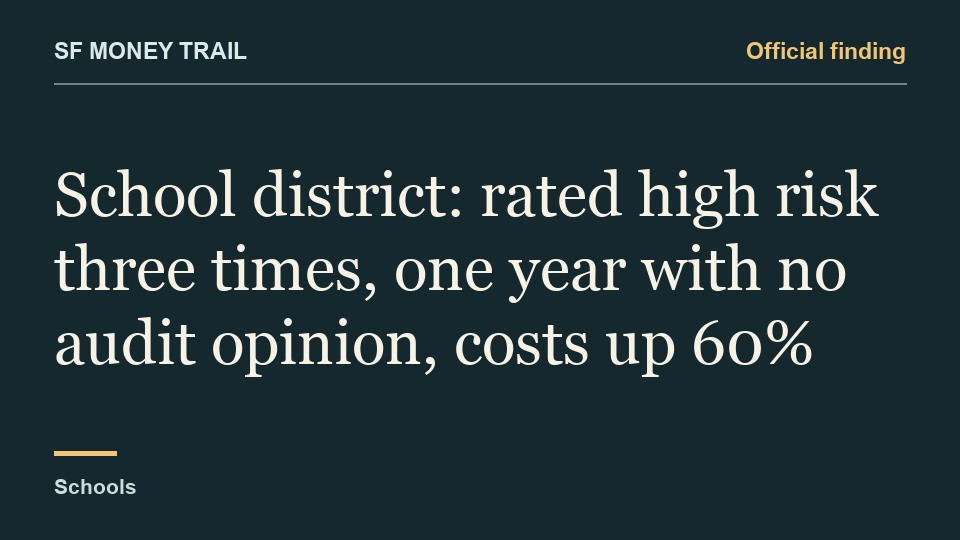 SF MONEY TRAIL
Official finding
School district: rated high risk
three times, one year with no
audit opinion, costs up 60%
Schools